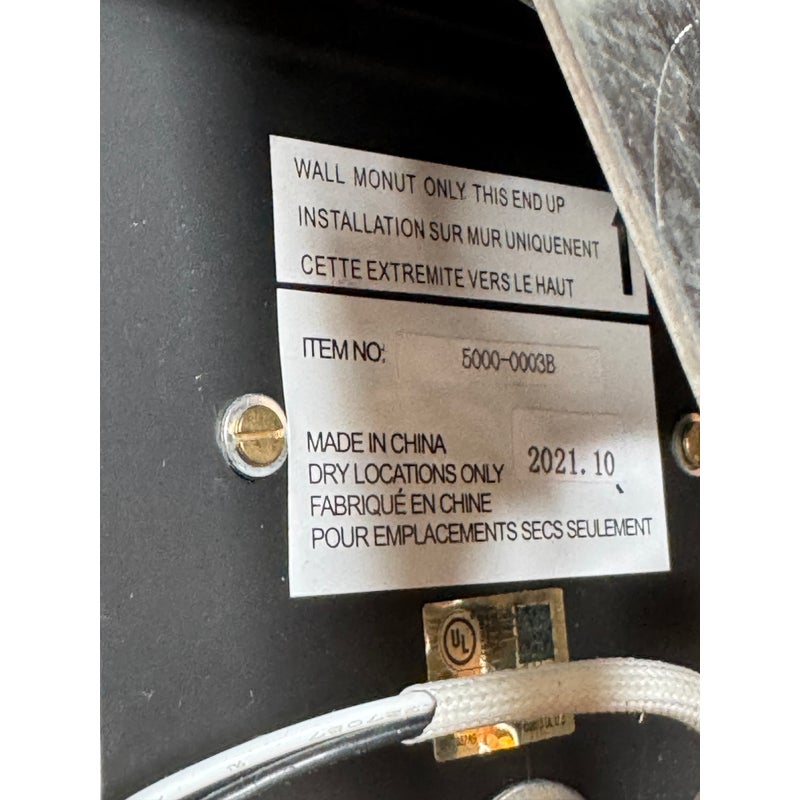 WALL MONUT ONLY THIS END UP
INSTALLATION SUR MUR UNIQUENENT
CETTE EXTREMITE VERS LE HAUT
ITEM NO: 5000-0003B
MADE IN CHINA
2021.10
DRY LOCATIONS ONLY
FABRIQUÉ EN CHINE
POUR EMPLACEMENTS SECS SEULEMENT
UL